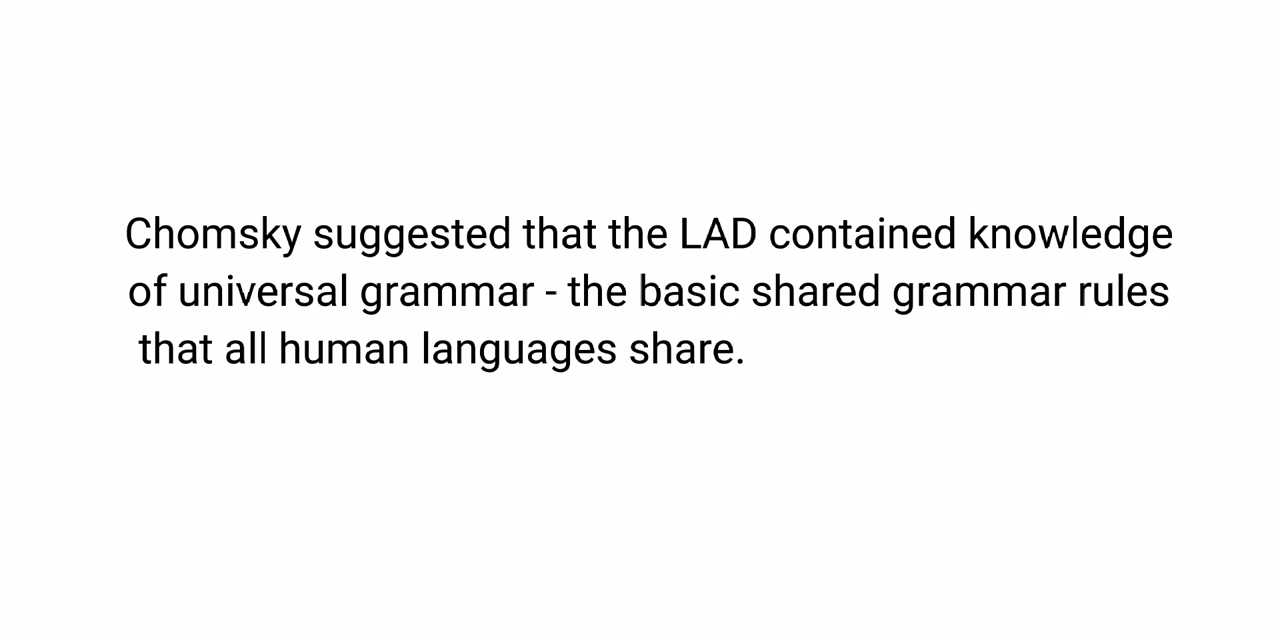 Chomsky suggested that the LAD contained knowledge
of universal grammar - the basic shared grammar rules
that all human languages share.